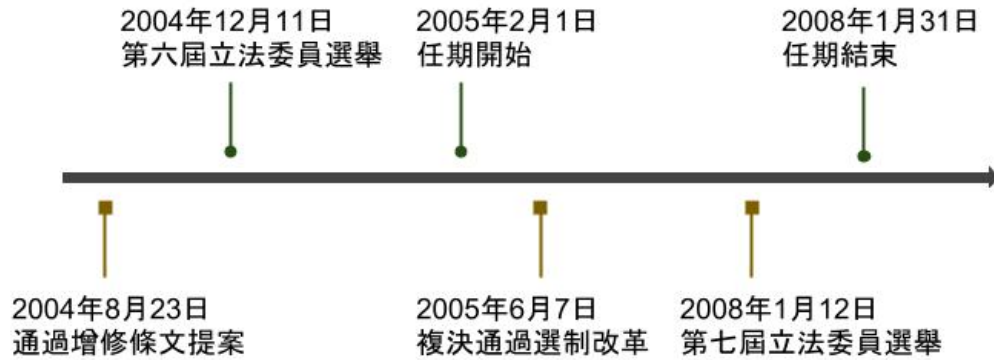 2004年12月11日
第六屆立法委員選舉
2005年2月1日
任期開始
2008年1月31日
任期結束
2004年8月23日
通過增修條文提案
2005年6月7日
複決通過選制改革
2008年1月12日
第七屆立法委員選舉